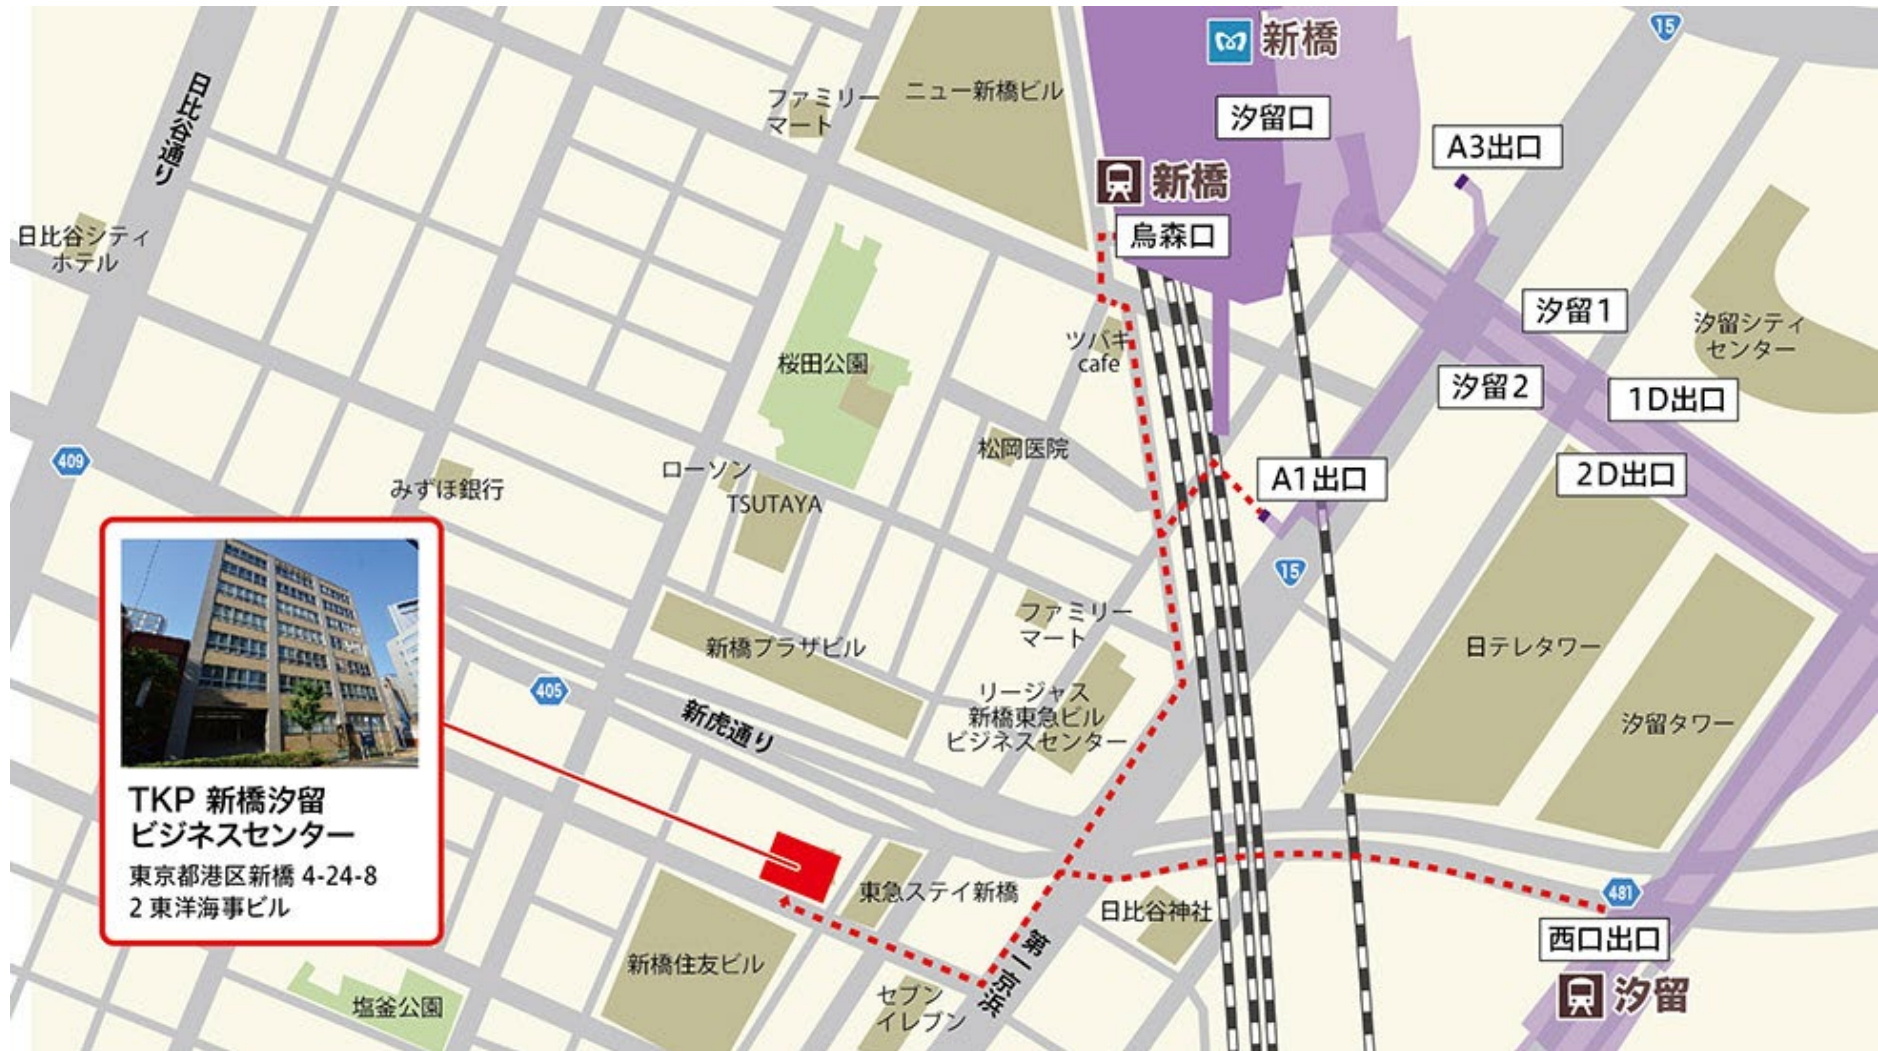 15
新橋
ニュー新橋ビル
ファミリー
マート
汐留口
A3出口
日比谷通り
新橋
烏森口
日比谷シティ
ホテル
汐留1
汐留シティ
センター
ツバキ
cafe
桜田公園
汐留2
1D出口
松岡医院
409
みずほ銀行
ローソン
TSUTAYA
A1出口
2D出口
15
ファミリー
マート
新橋プラザビル
日テレタワー
405
新虎通り
リージャス
新橋東急ビル
ビジネスセンター
汐留タワー
TKP 新橋汐留
ビジネスセンター
東京都港区新橋 4-24-8
2 東洋海事ビル
東急ステイ新橋
日比谷神社
481
西口出口
第一京浜
新橋住友ビル
セブン
イレブン
塩釜公園
汐留